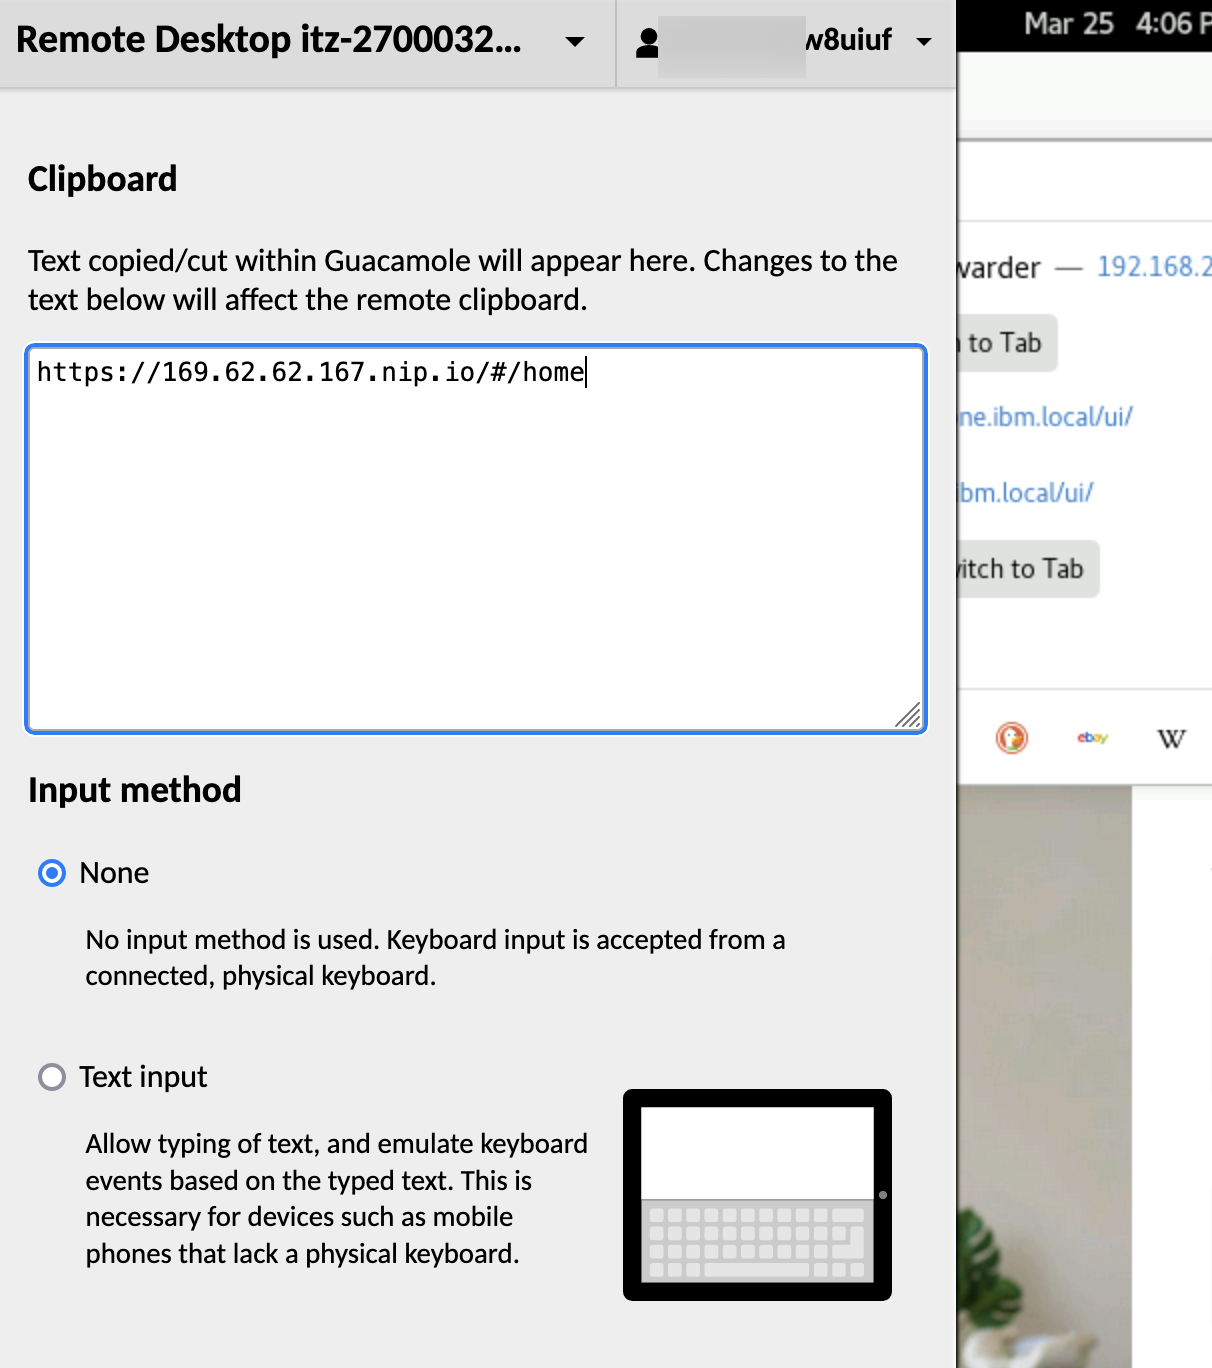 Remote Desktop itz-2700032...
w8uiuf
Mar 25 4:06 P
Clipboard
Text copied/cut within Guacamole will appear here. Changes to the
text below will affect the remote clipboard.
https://169.62.62.167.nip.io/#/home
warder — 192.168.2
to Tab
ne.ibm.local/ui/
bm.local/ui/
itch to Tab
ebay
W
Input method
None
No input method is used. Keyboard input is accepted from a
connected, physical keyboard.
Text input
Allow typing of text, and emulate keyboard
events based on the typed text. This is
necessary for devices such as mobile
phones that lack a physical keyboard.